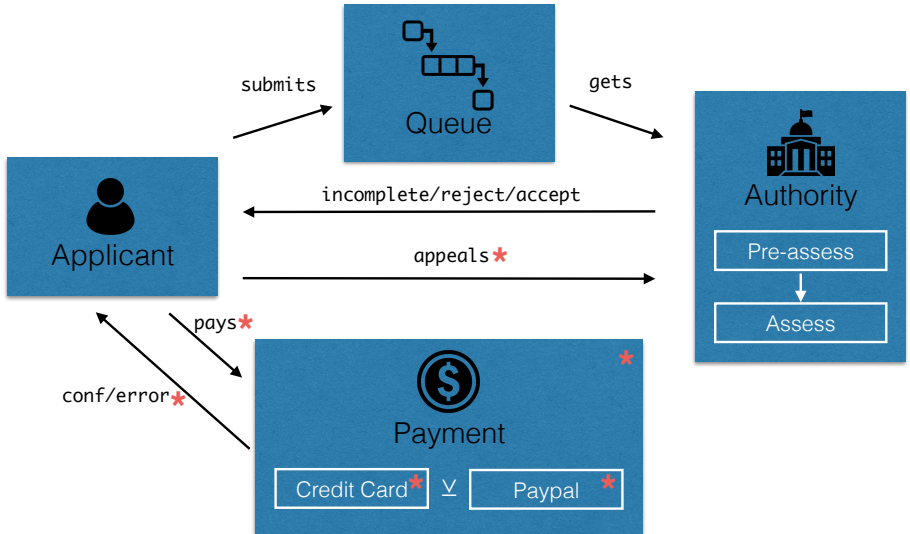 submits
Queue
gets
Applicant
incomplete/reject/accept
appeals*
Authority
Pre-assess
Assess
pays*
conf/error*
*
$
Payment
Credit Card* ⊻ Paypal*